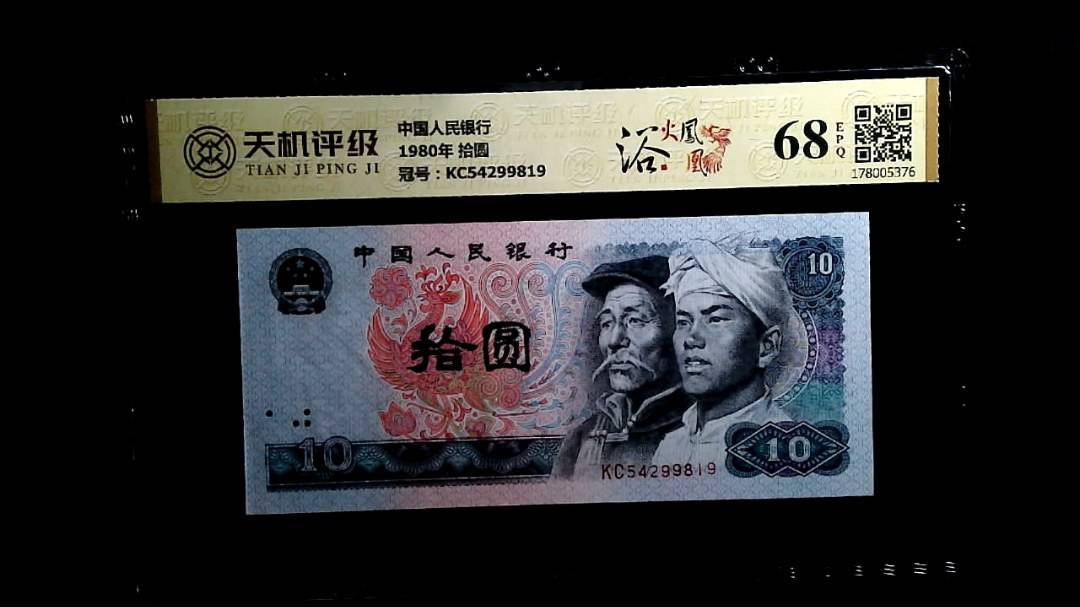 天机评级
TIAN JI PING JI
中国人民银行
1980年 拾圆
冠号：KC54299819
浴火凤凰
68
EPQ
178005376
中国人民银行
10
拾圆
10
KC54299819
10